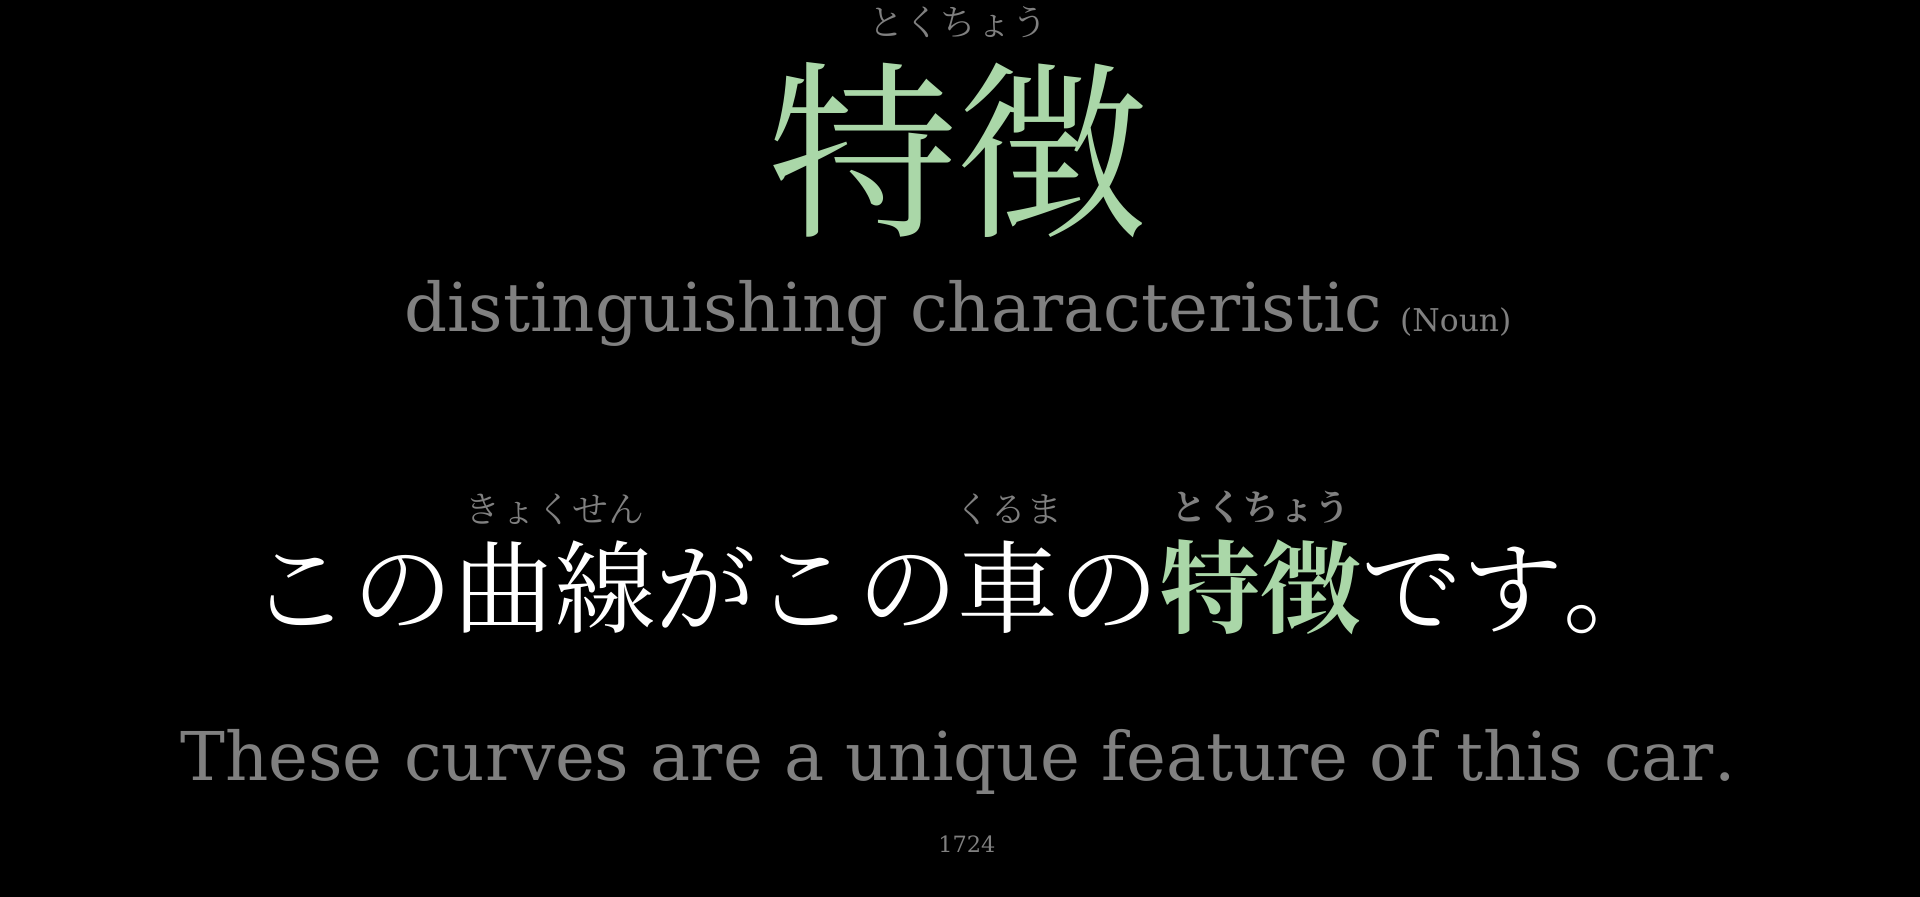 とくちょう
特徴
distinguishing characteristic (Noun)
きょくせん くるま とくちょう
この曲線がこの車の特徴です。
These curves are a unique feature of this car.
1724